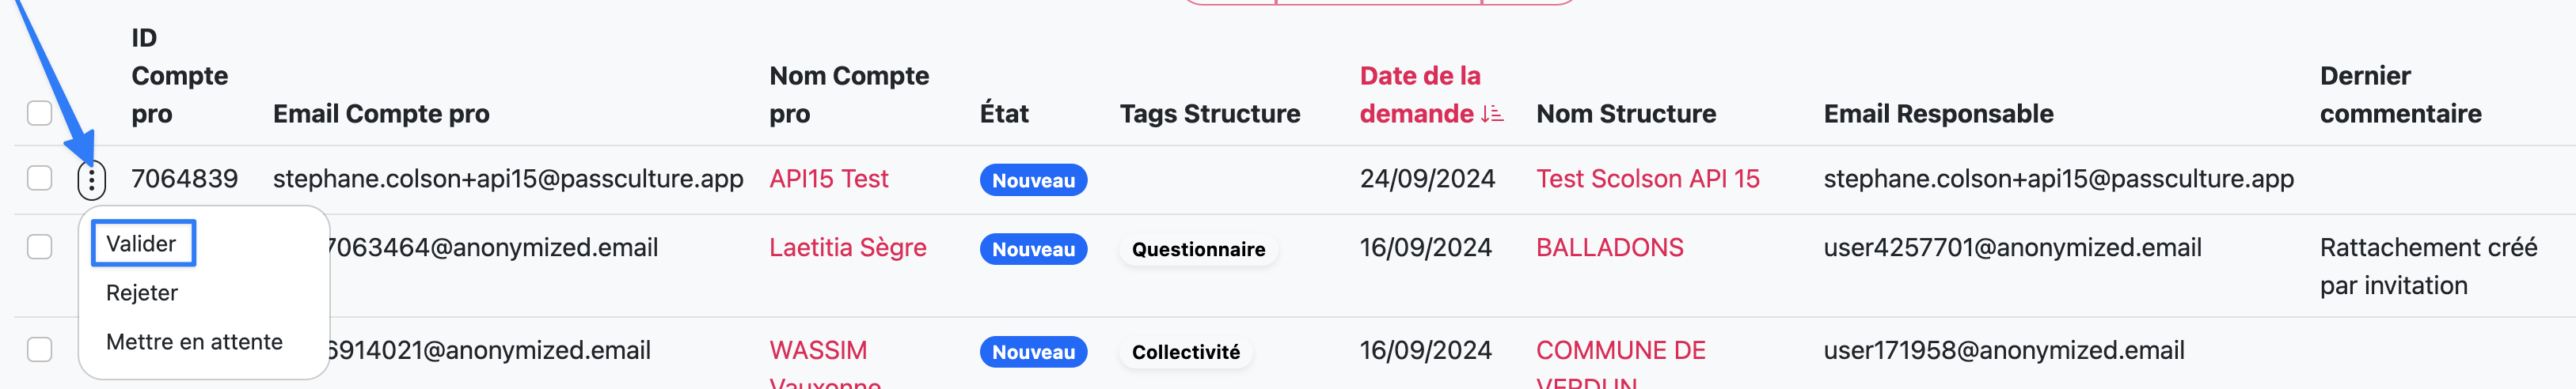 ID
Compte
pro
Email Compte pro
Nom Compte
pro
État
Tags Structure
Date de la
demande
Nom Structure
Email Responsable
Dernier
commentaire
7064839
stephane.colson+api15@passculture.app
API15 Test
Nouveau
24/09/2024
Test Scolson API 15
stephane.colson+api15@passculture.app
Valider
Rejeter
Mettre en attente
7063464@anonymized.email
Laetitia Sègre
Nouveau
Questionnaire
16/09/2024
BALLADONS
user4257701@anonymized.email
Rattachement créé
par invitation
6914021@anonymized.email
WASSIM
Vauxonne
Nouveau
Collectivité
16/09/2024
COMMUNE DE
VERDUN
user171958@anonymized.email